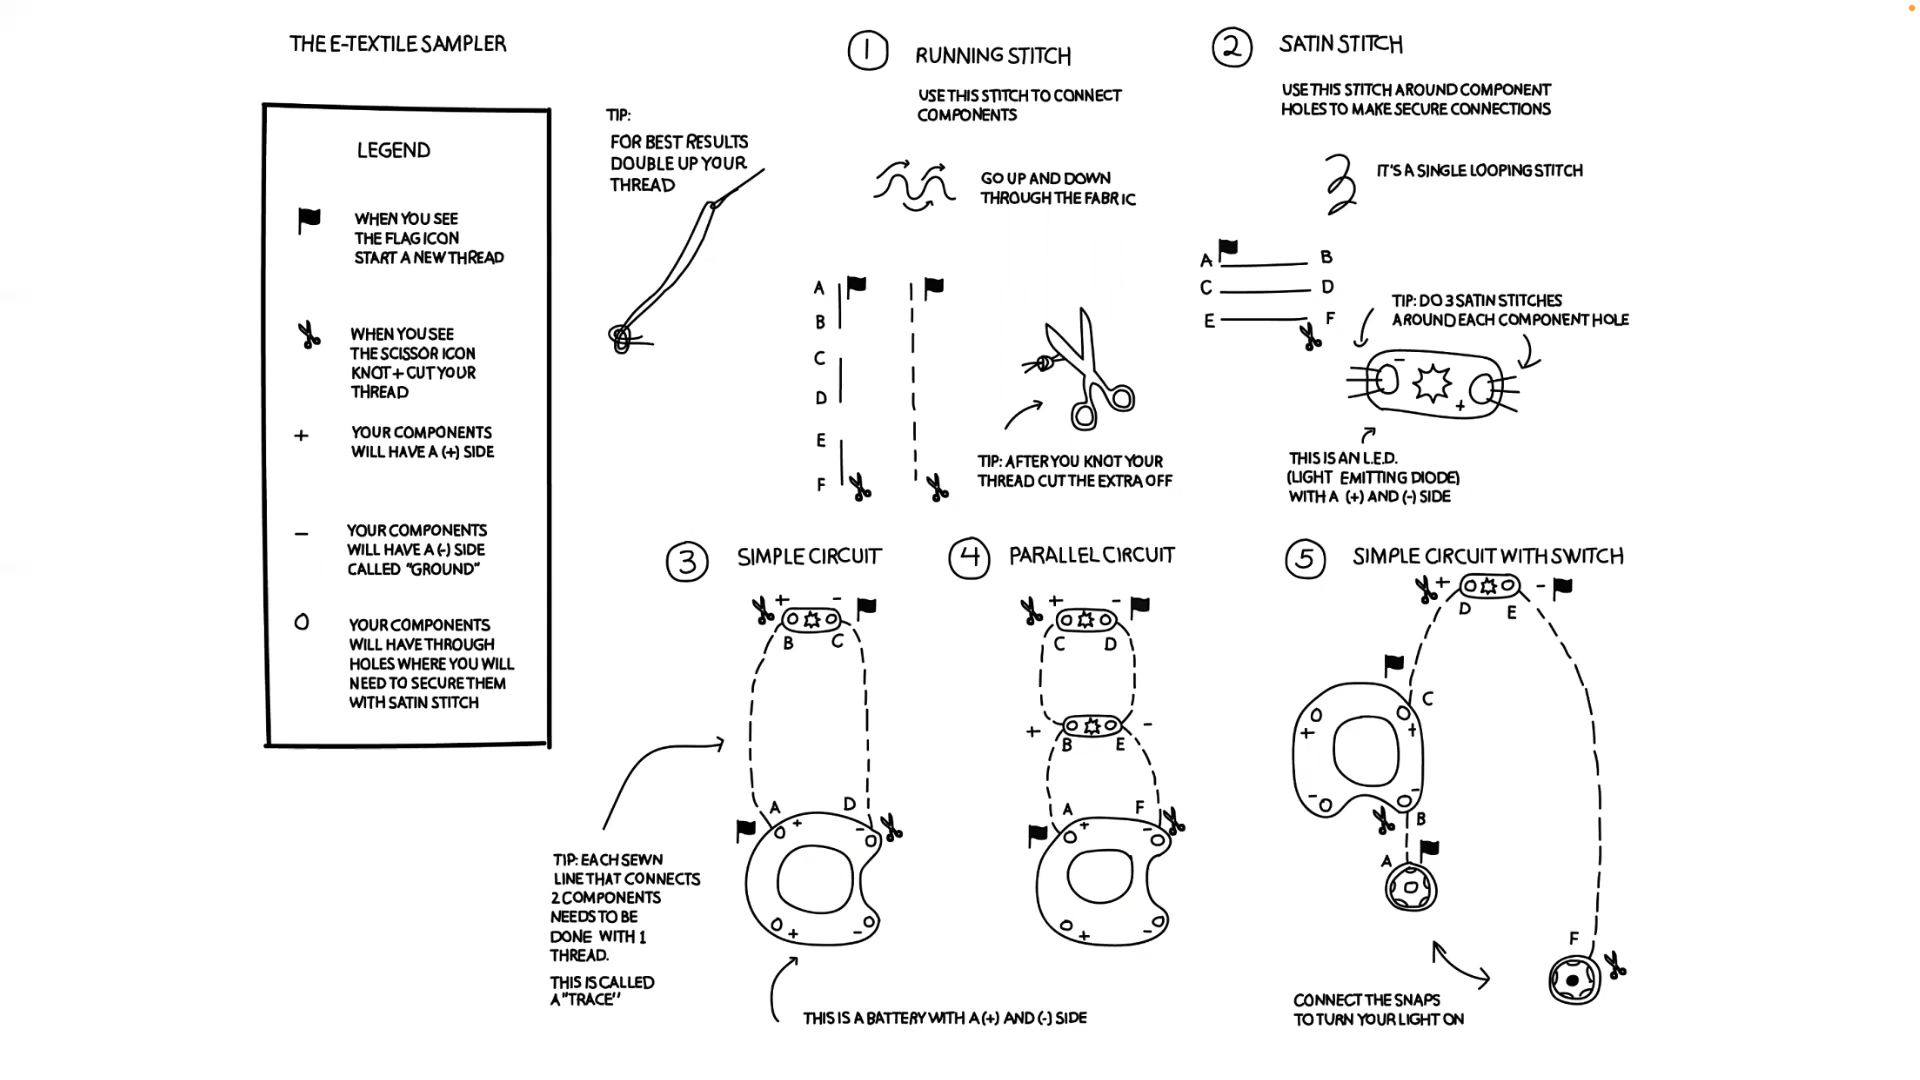 THE E-TEXTILE SAMPLER
LEGEND
WHEN YOU SEE
THE FLAG ICON
START A NEW THREAD
WHEN YOU SEE
THE SCISSOR ICON
KNOT + CUT YOUR
THREAD
+
YOUR COMPONENTS
WILL HAVE A (+) SIDE
-
YOUR COMPONENTS
WILL HAVE A (-) SIDE
CALLED "GROUND"
YOUR COMPONENTS
WILL HAVE THROUGH
HOLES WHERE YOU WILL
NEED TO SECURE THEM
WITH SATIN STITCH
TIP:
FOR BEST RESULTS
DOUBLE UP YOUR
THREAD
1 RUNNING STITCH
USE THIS STITCH TO CONNECT
COMPONENTS
GO UP AND DOWN
THROUGH THE FABRIC
A
B
C
D
E
F
TIP: AFTER YOU KNOT YOUR
THREAD CUT THE EXTRA OFF
2 SATIN STITCH
USE THIS STITCH AROUND COMPONENT
HOLES TO MAKE SECURE CONNECTIONS
IT'S A SINGLE LOOPING STITCH
A B
C D
E F
TIP: DO 3 SATIN STITCHES
AROUND EACH COMPONENT HOLE
-
+
THIS IS AN L.E.D.
(LIGHT EMITTING DIODE)
WITH A (+) AND (-) SIDE
3 SIMPLE CIRCUIT
+ -
B C
A D
+ -
+ -
TIP: EACH SEWN
LINE THAT CONNECTS
2 COMPONENTS
NEEDS TO BE
DONE WITH 1
THREAD.
THIS IS CALLED
A "TRACE"
THIS IS A BATTERY WITH A (+) AND (-) SIDE
4 PARALLEL CIRCUIT
+ -
C D
+ -
B E
A F
+ -
+ -
5 SIMPLE CIRCUIT WITH SWITCH
+ -
D E
C
+ +
- -
B
A
F
CONNECT THE SNAPS
TO TURN YOUR LIGHT ON